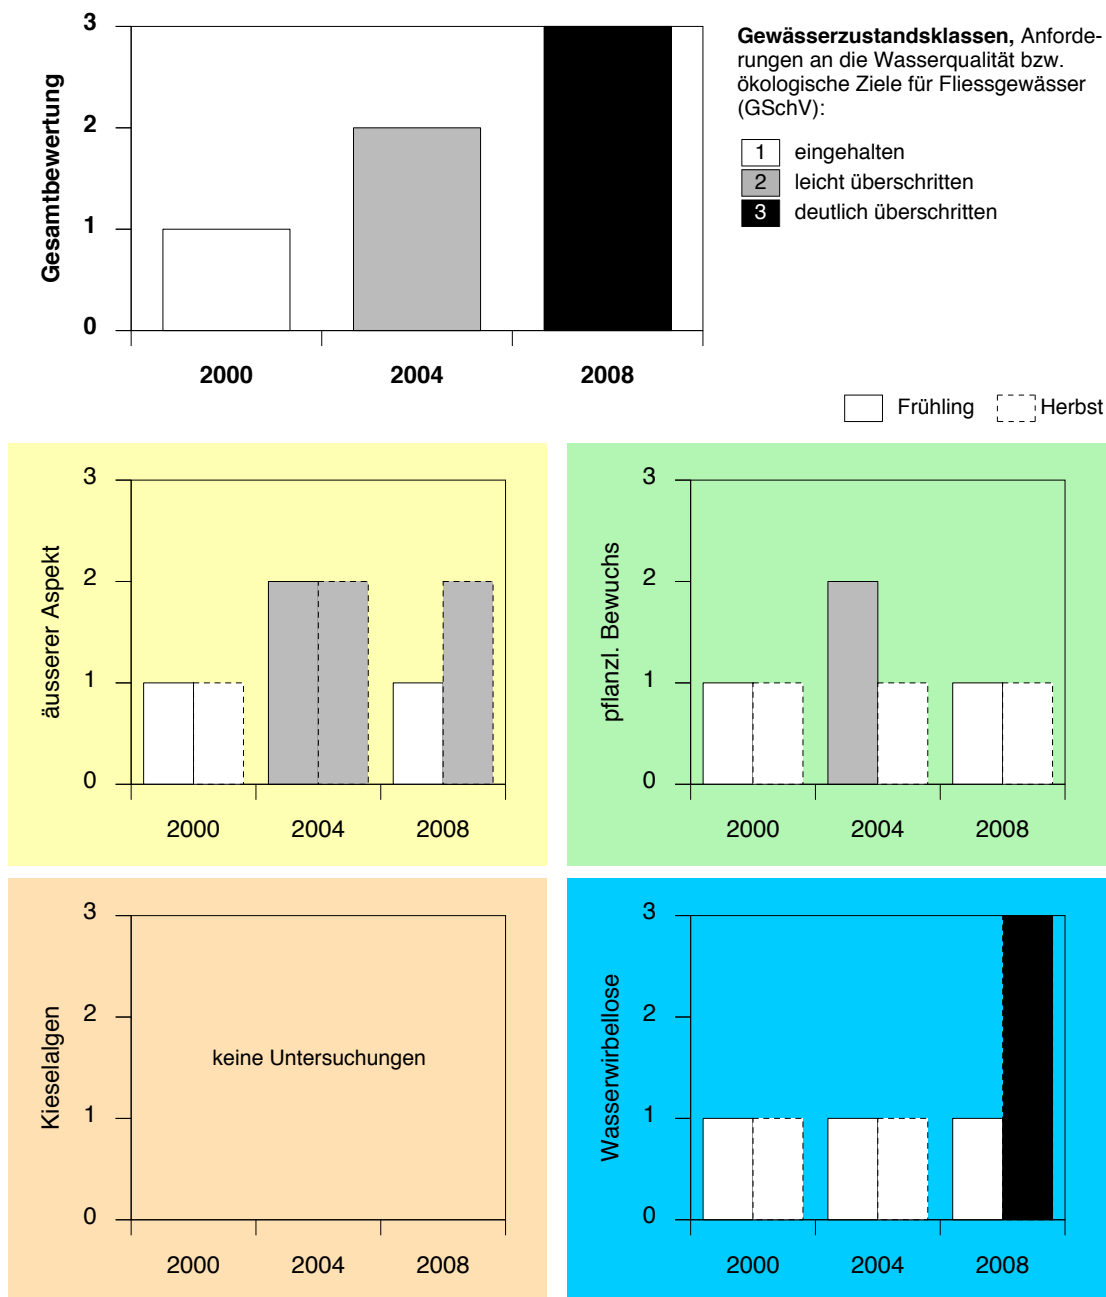 3
2
1
0
Gesamtbewertung
2000
2004
2008
Gewässerzustandsklassen, Anforde-
rungen an die Wasserqualität bzw.
ökologische Ziele für Fliessgewässer
(GSchV):
1 eingehalten
2 leicht überschritten
3 deutlich überschritten
Frühling
Herbst
3
2
1
0
äusserer Aspekt
2000
2004
2008
3
2
1
0
pflanzl. Bewuchs
2000
2004
2008
3
2
1
0
Kieselalgen
keine Untersuchungen
2000
2004
2008
3
2
1
0
Wasserwirbellose
2000
2004
2008